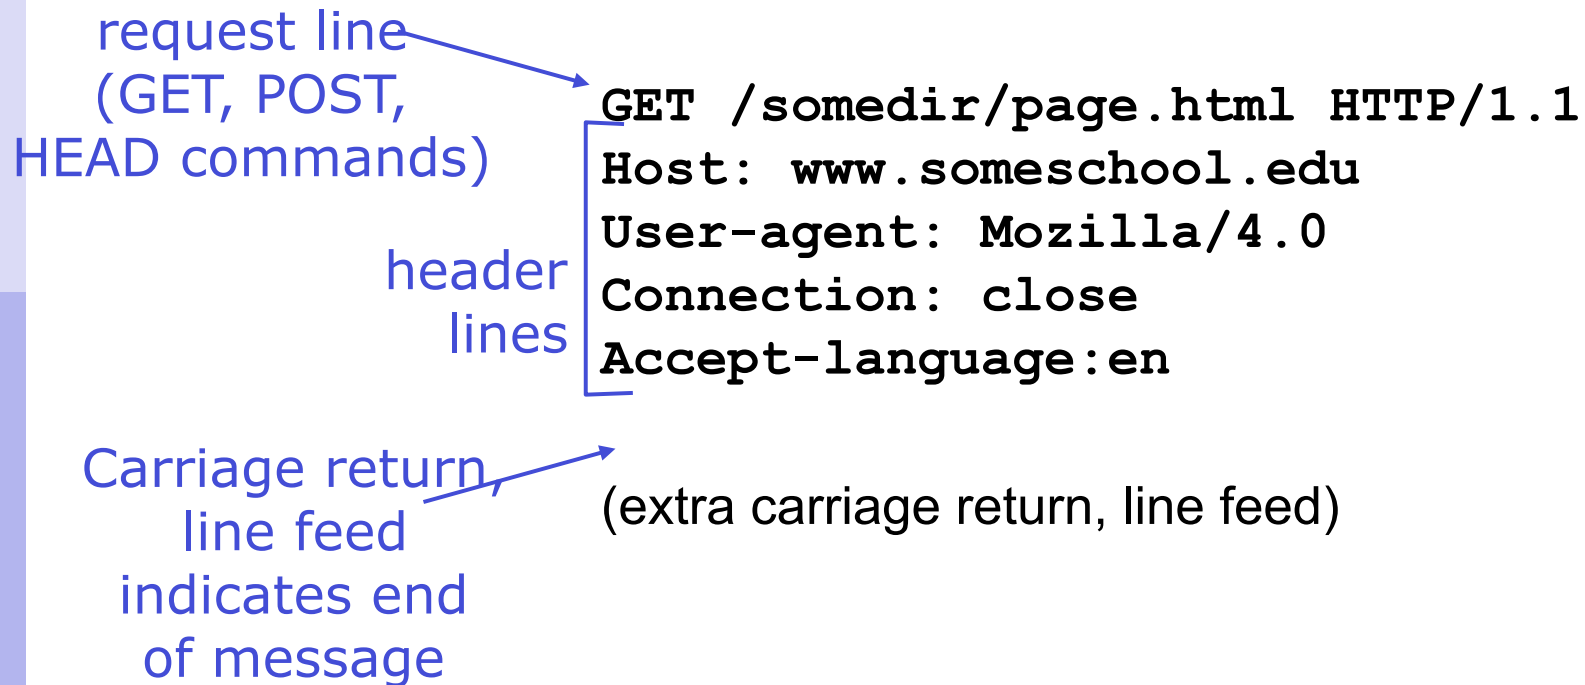 request line
(GET, POST,
HEAD commands)
GET /somedir/page.html HTTP/1.1
Host: www.someschool.edu
User-agent: Mozilla/4.0
Connection: close
Accept-language:en
header
lines
Carriage return,
line feed
indicates end
of message
(extra carriage return, line feed)